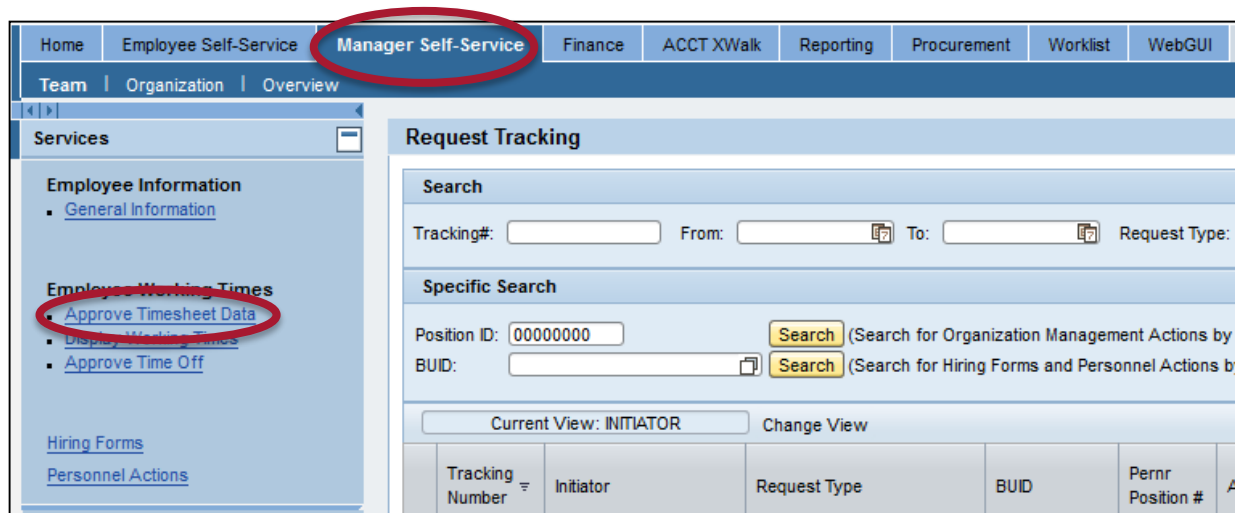 Home Employee Self-Service Manager Self-Service Finance ACCT XWalk Reporting Procurement Worklist WebGUI
Team Organization Overview
Services
Employee Information
General Information
Employee Working Times
Approve Timesheet Data
Display Working Times
Approve Time Off
Hiring Forms
Personnel Actions
Request Tracking
Search
Tracking#: From: To: Request Type:
Specific Search
Position ID: 00000000 Search (Search for Organization Management Actions by
BUID: Search (Search for Hiring Forms and Personnel Actions by
Current View: INITIATOR Change View
Tracking Number Initiator Request Type BUID Pernr Position # A